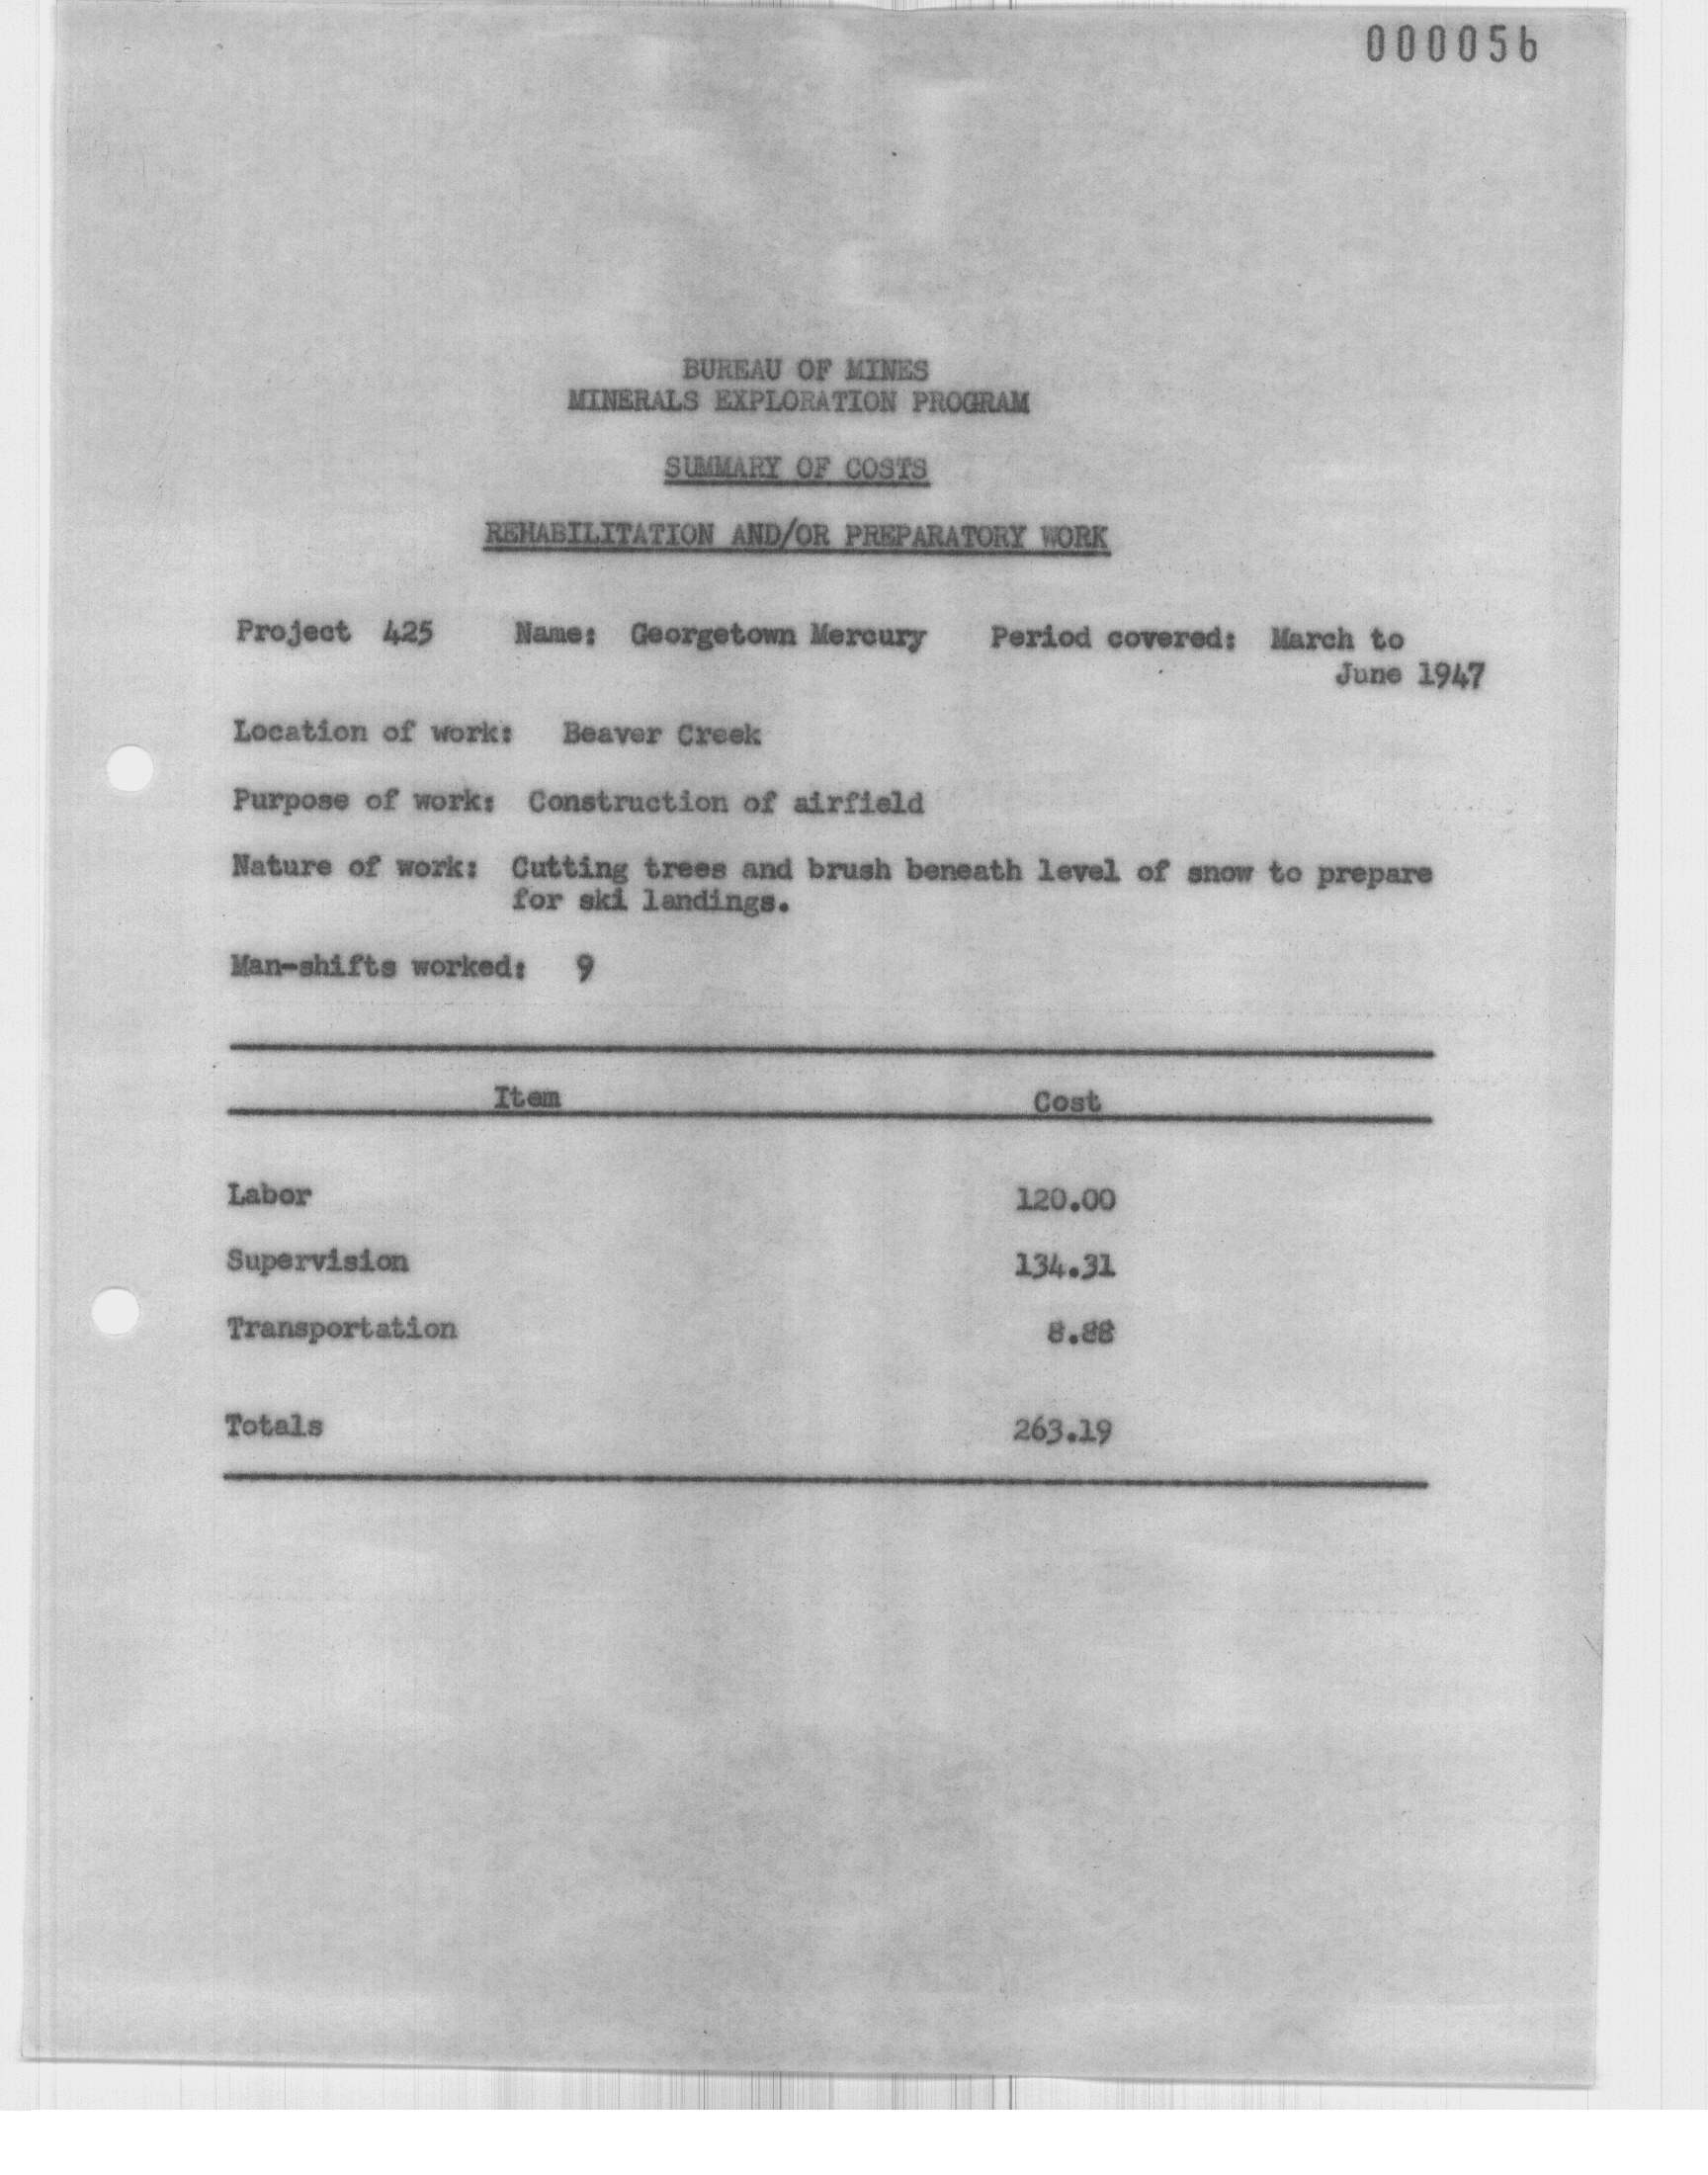 000056
BUREAU OF MINES
MINERALS EXPLORATION PROGRAM
SUMMARY OF COSTS
REHABILITATION AND/OR PREPARATORY WORK
Project 425 Name: Georgetown Mercury Period covered: March to
June 1947
Location of work: Beaver Creek
Purpose of work: Construction of airfield
Nature of work: Cutting trees and brush beneath level of snow to prepare
for ski landings.
Man-shifts worked: 9
Item Cost
Labor 120.00
Supervision 134.31
Transportation 8.88
Totals 263.19